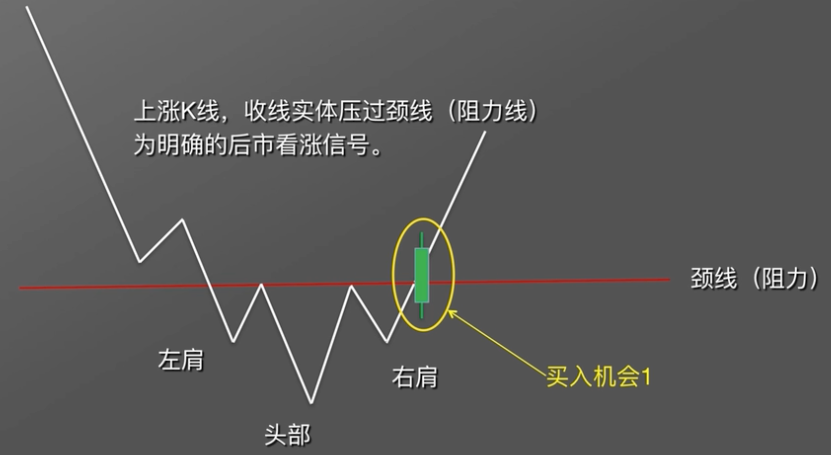 上涨K线，收线实体压过颈线（阻力线）
为明确的后市看涨信号。
颈线（阻力）
左肩
右肩
买入机会1
头部